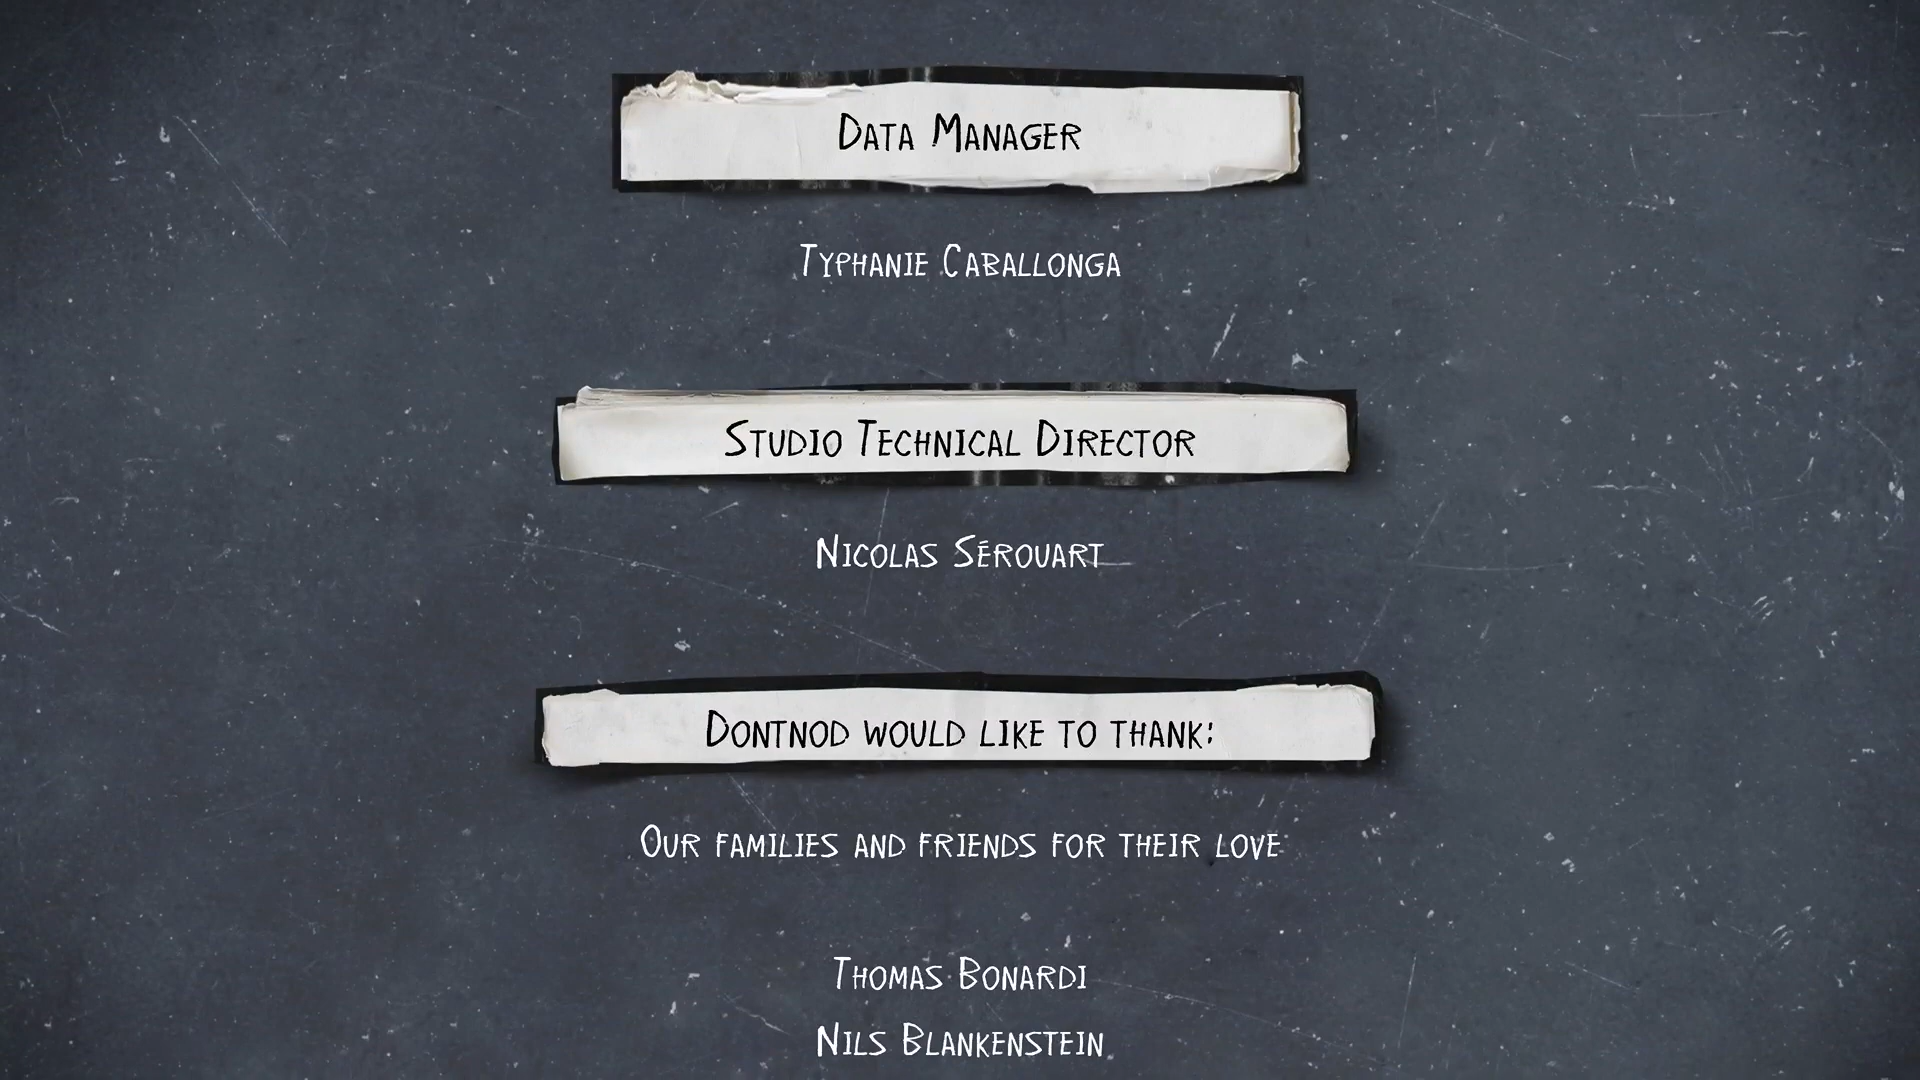 Data Manager
Typhanie Caballonga
Studio Technical Director
Nicolas Sérouart
Dontnod would like to thank:
Our families and friends for their love
Thomas Bonardi
Nils Blankenstein